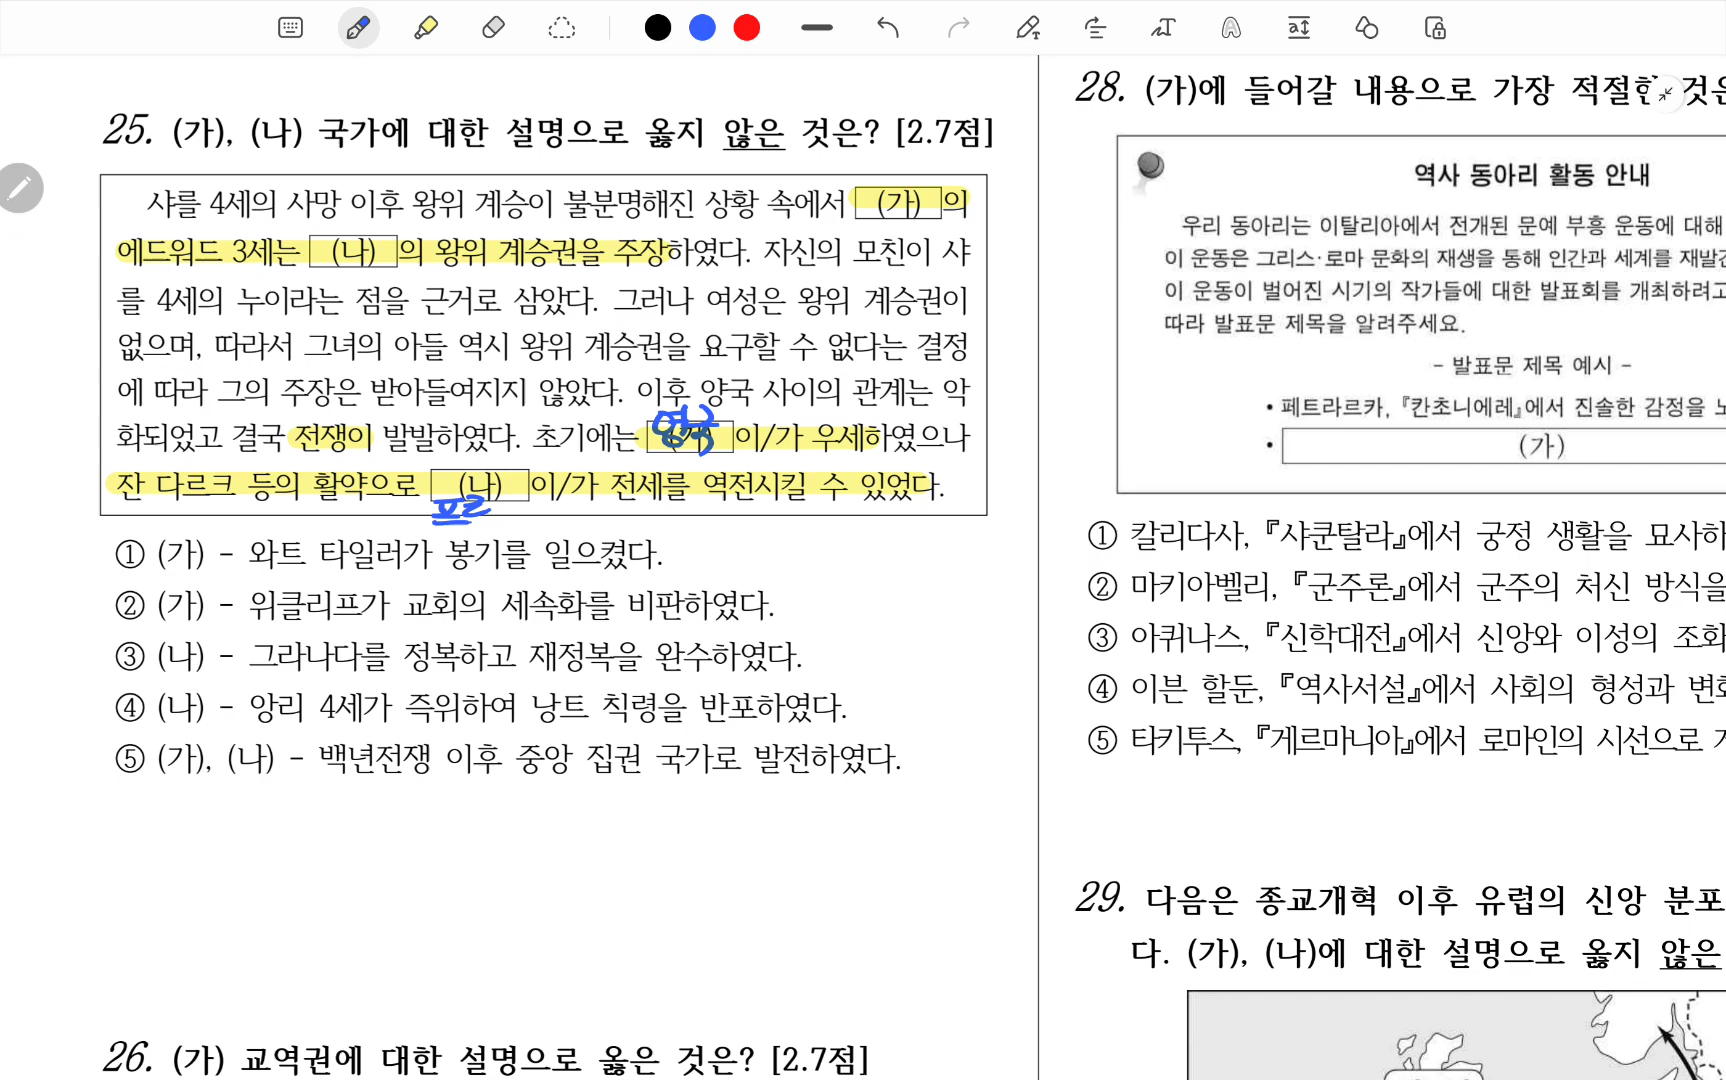 25. (가), (나) 국가에 대한 설명으로 옳지 않은 것은? [2.7점]
샤를 4세의 사망 이후 왕위 계승이 불분명해진 상황 속에서 (가) 의
에드워드 3세는 (나) 의 왕위 계승권을 주장하였다. 자신의 모친이 샤
를 4세의 누이라는 점을 근거로 삼았다. 그러나 여성은 왕위 계승권이
없으며, 따라서 그녀의 아들 역시 왕위 계승권을 요구할 수 없다는 결정
에 따라 그의 주장은 받아들여지지 않았다. 이후 양국 사이의 관계는 악
영국
화되었고 결국 전쟁이 발발하였다. 초기에는 (가) 이/가 우세하였으나
잔 다르크 등의 활약으로 (나) 이/가 전세를 역전시킬 수 있었다.
프르
① (가) - 와트 타일러가 봉기를 일으켰다.
② (가) - 위클리프가 교회의 세속화를 비판하였다.
③ (나) - 그라나다를 정복하고 재정복을 완수하였다.
④ (나) - 앙리 4세가 즉위하여 낭트 칙령을 반포하였다.
⑤ (가), (나) - 백년전쟁 이후 중앙 집권 국가로 발전하였다.
26. (가) 교역권에 대한 설명으로 옳은 것은? [2.7점]
28. (가)에 들어갈 내용으로 가장 적절한 것은
역사 동아리 활동 안내
우리 동아리는 이탈리아에서 전개된 문예 부흥 운동에 대해
이 운동은 그리스·로마 문화의 재생을 통해 인간과 세계를 재발견
이 운동이 벌어진 시기의 작가들에 대한 발표회를 개최하려고
따라 발표문 제목을 알려주세요.
- 발표문 제목 예시 -
• 페트라르카, 『칸초니에레』에서 진솔한 감정을 노
• (가)
① 칼리다사, 『샤쿤탈라』에서 궁정 생활을 묘사하
② 마키아벨리, 『군주론』에서 군주의 처신 방식을
③ 아퀴나스, 『신학대전』에서 신앙와 이성의 조화
④ 이븐 할둔, 『역사서설』에서 사회의 형성과 변화
⑤ 타키투스, 『게르마니아』에서 로마인의 시선으로
29. 다음은 종교개혁 이후 유럽의 신앙 분포
다. (가), (나)에 대한 설명으로 옳지 않은